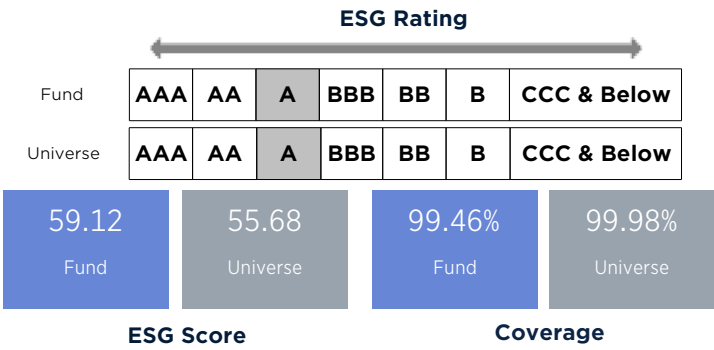 ESG Rating
Fund AAA AA A BBB BB B CCC & Below
Universe AAA AA A BBB BB B CCC & Below
59.12 55.68 99.46% 99.98%
Fund Universe Fund Universe
ESG Score Coverage